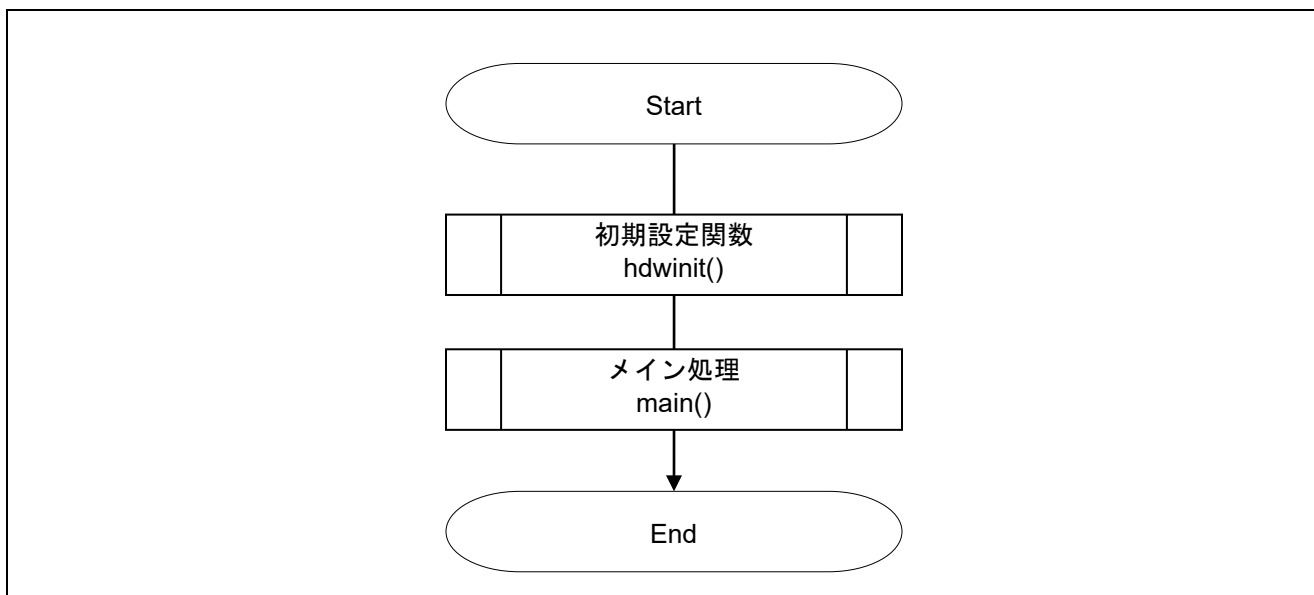 Start
初期設定関数
hdwinit()
メイン処理
main()
End